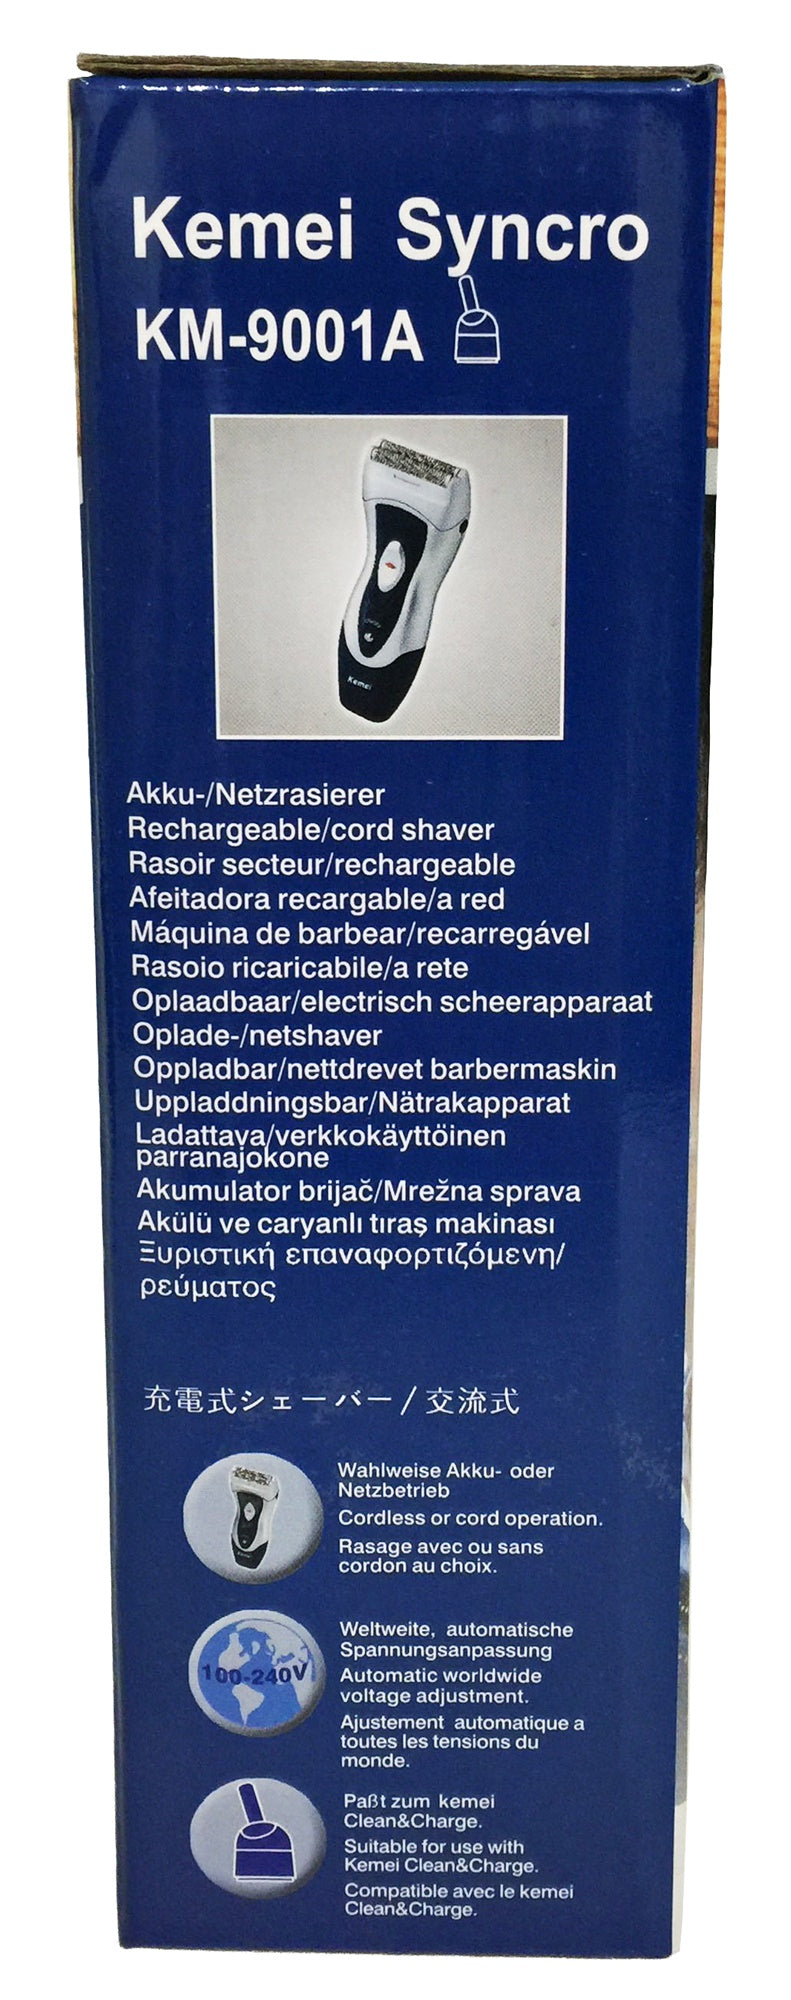 Kemei Syncro
KM-9001A
Kemei
Akku-/Netzrasierer
Rechargeable/cord shaver
Rasoir secteur/rechargeable
Afeitadora recargable/a red
Máquina de barbear/recarregável
Rasoio ricaricabile/a rete
Oplaadbaar/electrisch scheerapparaat
Oplade-/netshaver
Oppladbar/nettdrevet barbermaskin
Uppladdningsbar/Nätrakapparat
Ladattava/verkkokäyttöinen
parranajokone
Akumulator brijač/Mrežna sprava
Akülü ve caryanlı tıraş makinası
Ξυριστική επαναφορτιζόμενη/
ρεύματος
充電式シェーバー/交流式
Wahlweise Akku- oder
Netzbetrieb
Cordless or cord operation.
Rasage avec ou sans
cordon au choix.
100-240V
Weltweite, automatische
Spannungsanpassung
Automatic worldwide
voltage adjustment.
Ajustement automatique a
toutes les tensions du
monde.
Paßt zum kemei
Clean&Charge.
Suitable for use with
Kemei Clean&Charge.
Compatible avec le kemei
Clean&Charge.